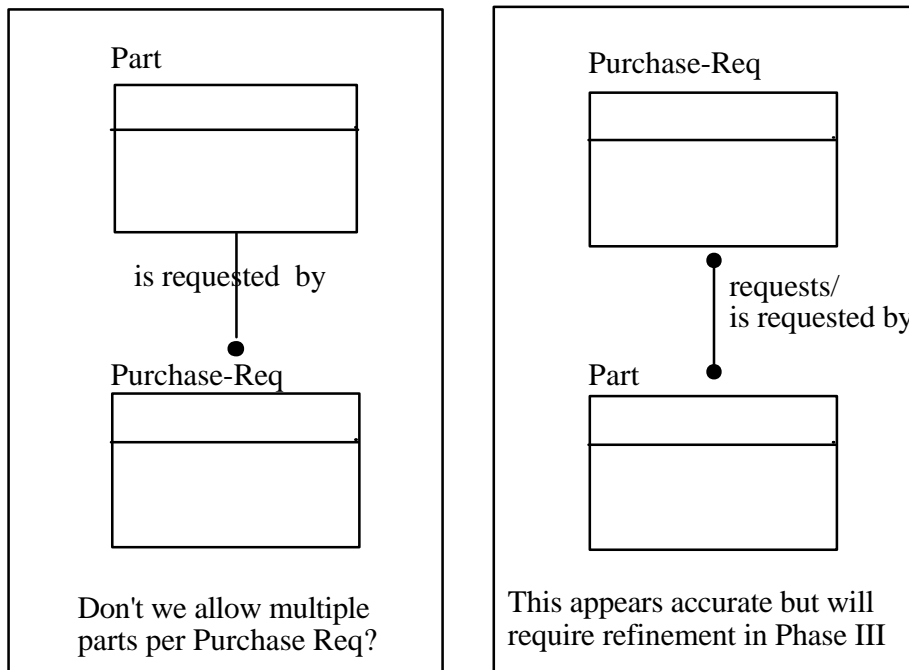 Part
is requested by
Purchase-Req
Don't we allow multiple
parts per Purchase Req?
Purchase-Req
requests/
is requested by
Part
This appears accurate but will
require refinement in Phase III